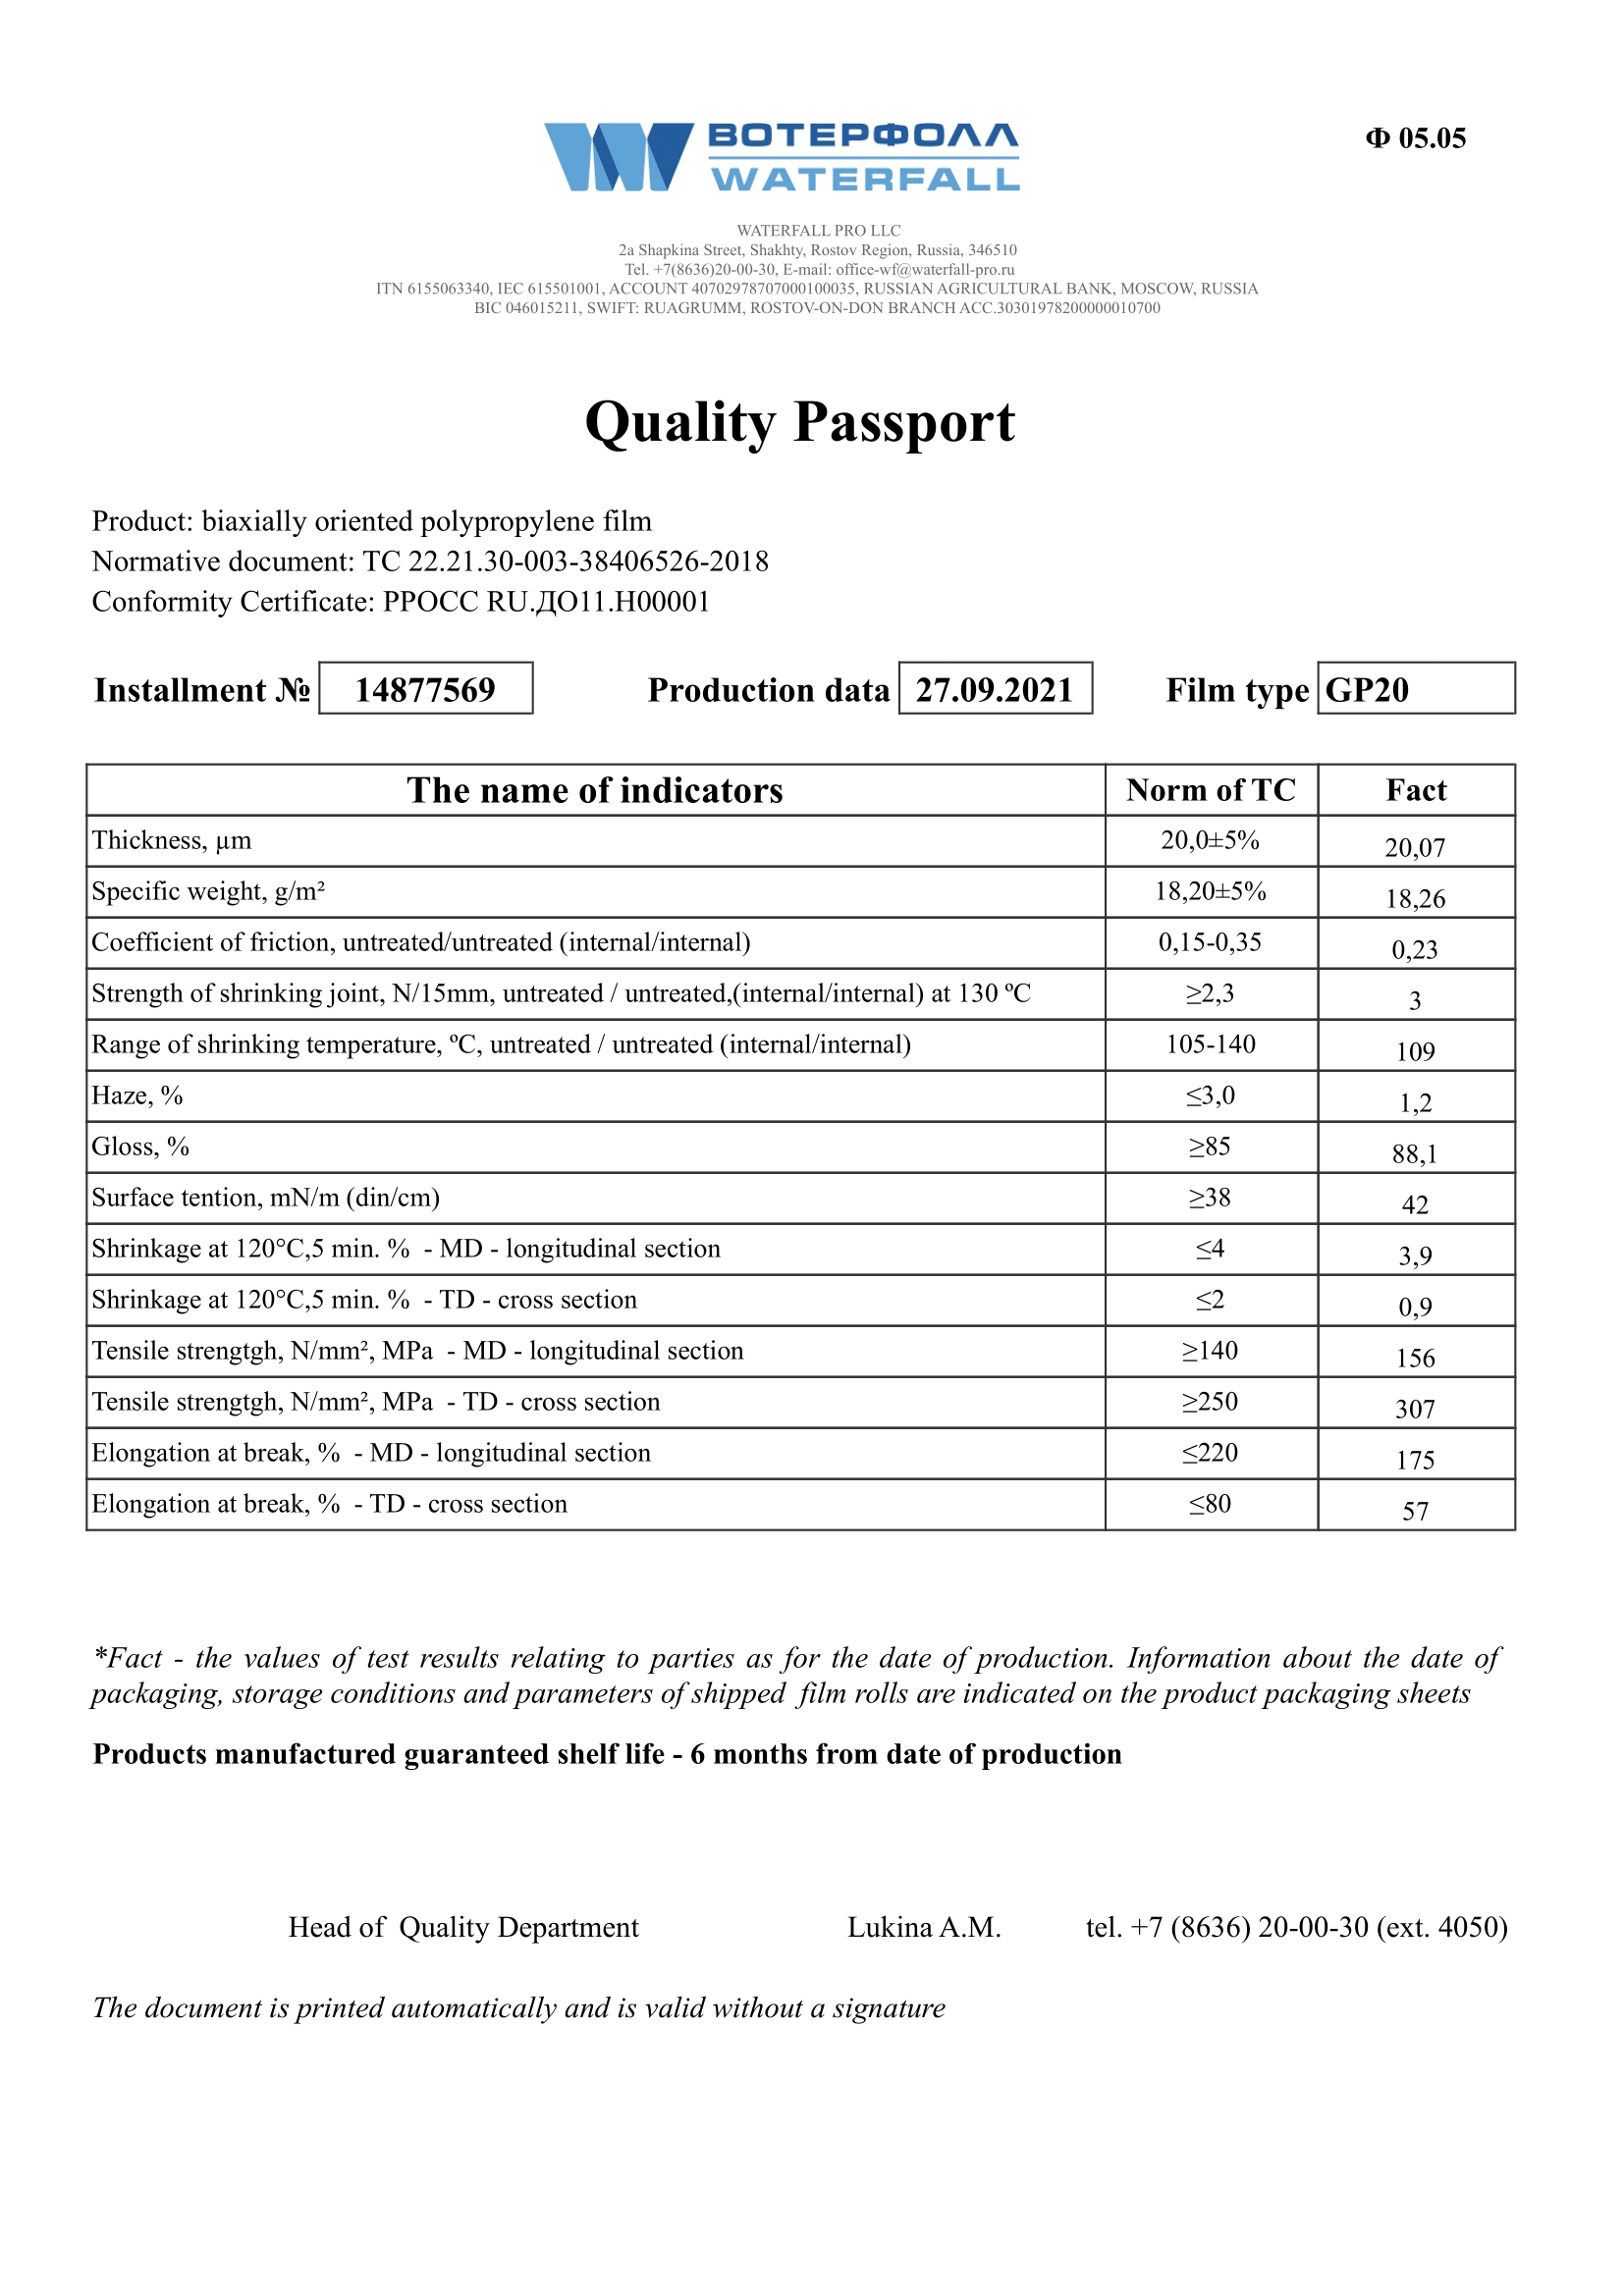 ВОТЕРФОЛЛ
WATERFALL
Ф 05.05
WATERFALL PRO LLC
2a Shapkina Street, Shakhty, Rostov Region, Russia, 346510
Tel. +7(8636)20-00-30, E-mail: office-wf@waterfall-pro.ru
ITN 6155063340, IEC 615501001, ACCOUNT 40702978707000100035, RUSSIAN AGRICULTURAL BANK, MOSCOW, RUSSIA
BIC 046015211, SWIFT: RUAGRUMM, ROSTOV-ON-DON BRANCH ACC.30301978200000010700
Quality Passport
Product: biaxially oriented polypropylene film
Normative document: TC 22.21.30-003-38406526-2018
Conformity Certificate: РРОСС RU.ДО11.Н00001
Installment № 14877569 Production data 27.09.2021 Film type GP20
The name of indicators Norm of TC Fact
Thickness, µm 20,0±5% 20,07
Specific weight, g/m² 18,20±5% 18,26
Coefficient of friction, untreated/untreated (internal/internal) 0,15-0,35 0,23
Strength of shrinking joint, N/15mm, untreated / untreated,(internal/internal) at 130 ºC ≥2,3 3
Range of shrinking temperature, ºC, untreated / untreated (internal/internal) 105-140 109
Haze, % ≤3,0 1,2
Gloss, % ≥85 88,1
Surface tention, mN/m (din/cm) ≥38 42
Shrinkage at 120°C,5 min. % - MD - longitudinal section ≤4 3,9
Shrinkage at 120°C,5 min. % - TD - cross section ≤2 0,9
Tensile strengtgh, N/mm², MPa - MD - longitudinal section ≥140 156
Tensile strengtgh, N/mm², MPa - TD - cross section ≥250 307
Elongation at break, % - MD - longitudinal section ≤220 175
Elongation at break, % - TD - cross section ≤80 57
*Fact - the values of test results relating to parties as for the date of production. Information about the date of
packaging, storage conditions and parameters of shipped film rolls are indicated on the product packaging sheets
Products manufactured guaranteed shelf life - 6 months from date of production
Head of Quality Department Lukina A.M. tel. +7 (8636) 20-00-30 (ext. 4050)
The document is printed automatically and is valid without a signature